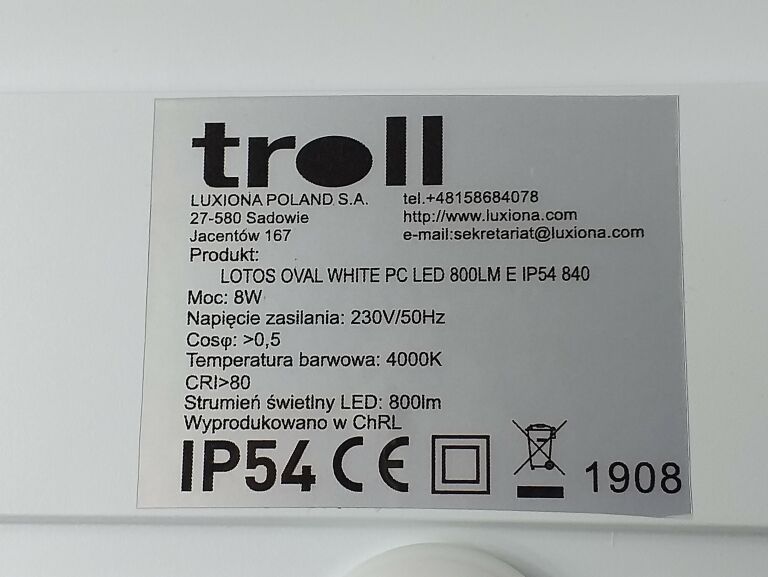 troll
LUXIONA POLAND S.A. tel.+48158684078
27-580 Sadowie http://www.luxiona.com
Jacentów 167 e-mail:sekretariat@luxiona.com
Produkt:
LOTOS OVAL WHITE PC LED 800LM E IP54 840
Moc: 8W
Napięcie zasilania: 230V/50Hz
Cosφ: >0,5
Temperatura barwowa: 4000K
CRI>80
Strumień świetlny LED: 800lm
Wyprodukowano w ChRL
IP54 CE 1908